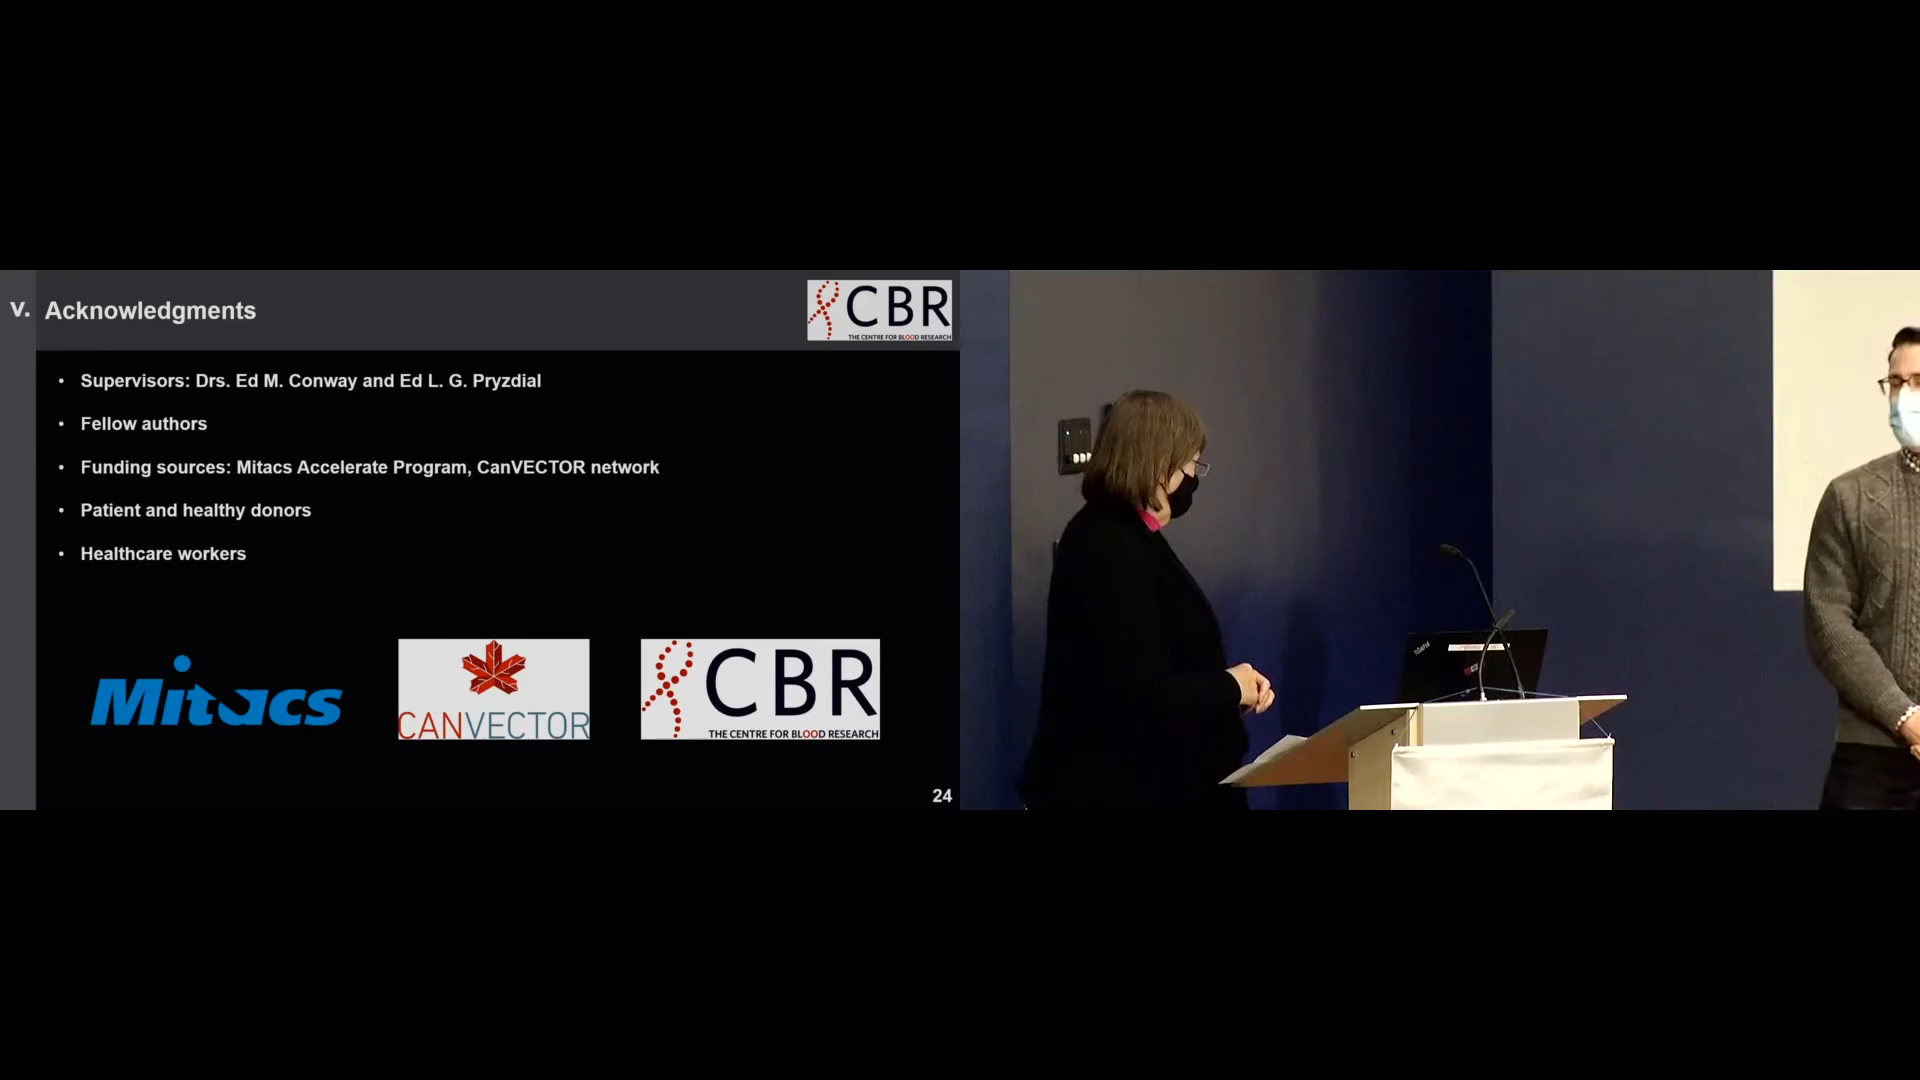 V. Acknowledgments
CBR
THE CENTRE FOR BLOOD RESEARCH
• Supervisors: Drs. Ed M. Conway and Ed L. G. Pryzdial
• Fellow authors
• Funding sources: Mitacs Accelerate Program, CanVECTOR network
• Patient and healthy donors
• Healthcare workers
Mitacs
CANVECTOR
CBR
THE CENTRE FOR BLOOD RESEARCH
24
ThinkPad